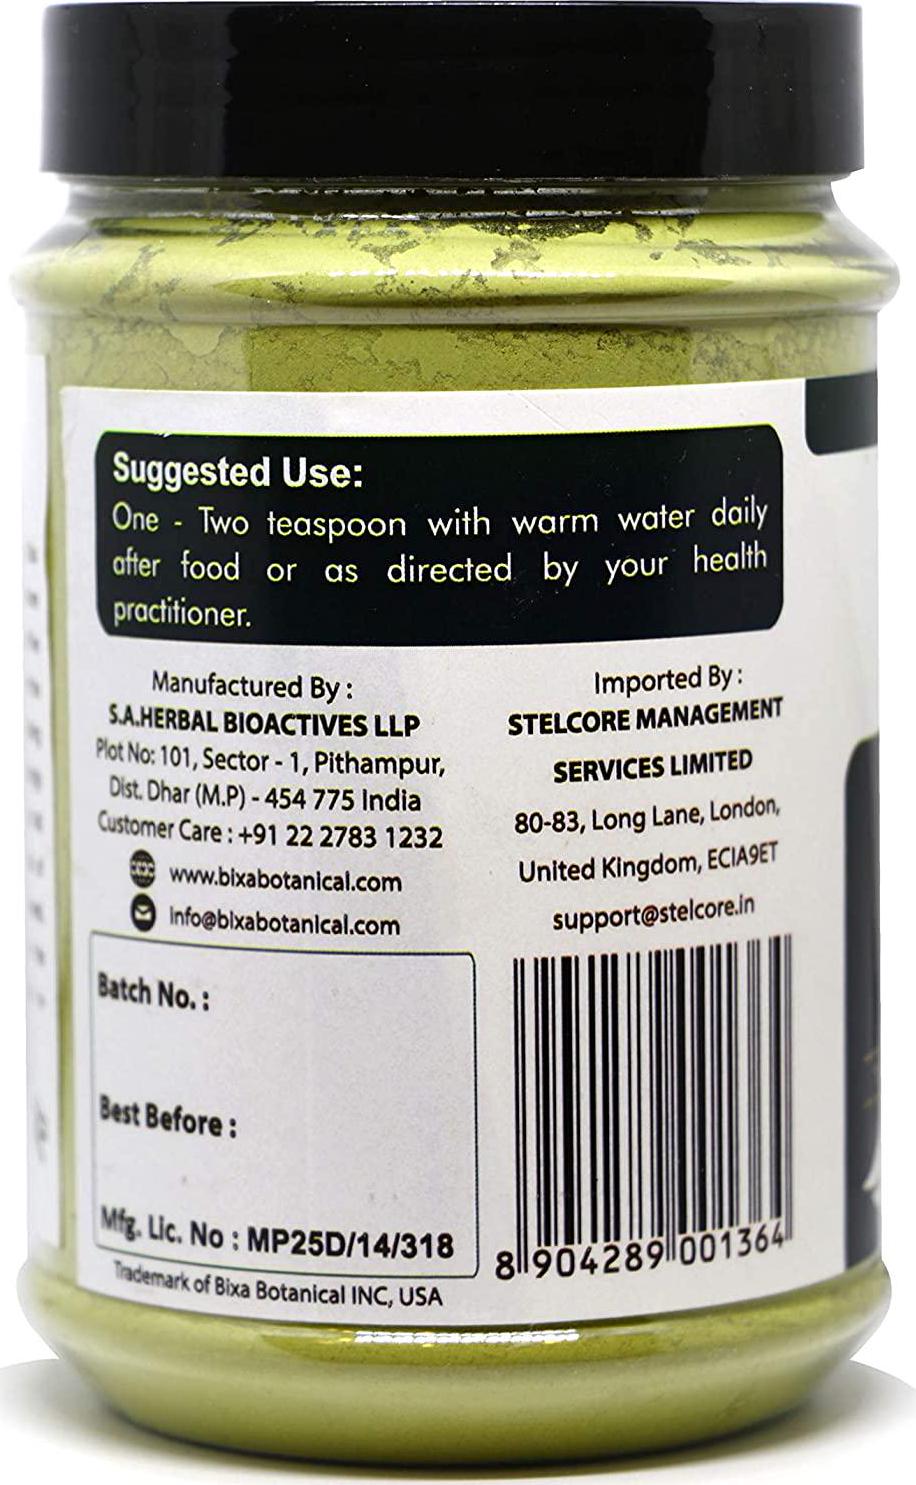 Suggested Use:
One - Two teaspoon with warm water daily
after food or as directed by your health
practitioner.
Manufactured By :
S.A.HERBAL BIOACTIVES LLP
Plot No: 101, Sector - 1, Pithampur,
Dist. Dhar (M.P) - 454 775 India
Customer Care : +91 22 2783 1232
www.bixabotanical.com
info@bixabotanical.com
Imported By :
STELCORE MANAGEMENT
SERVICES LIMITED
80-83, Long Lane, London,
United Kingdom, ECIA9ET
support@stelcore.in
Batch No. :
Best Before :
Mfg. Lic. No : MP25D/14/318
Trademark of Bixa Botanical INC, USA
8 904289 001364